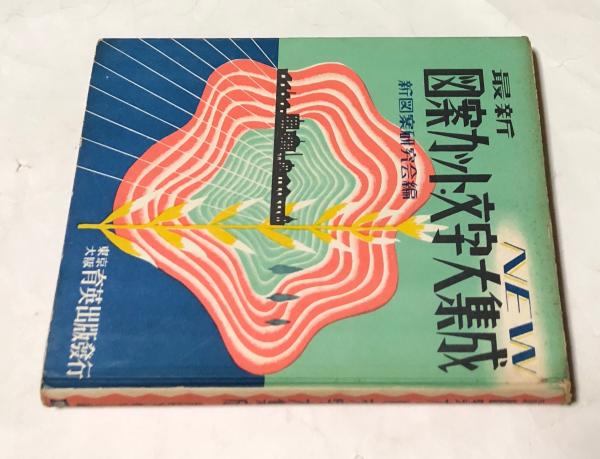 最新
図案カット文字大集成
NEW
新図案研究会編
東京
大阪
育英出版發行